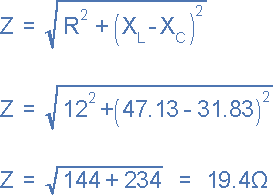 Z = √R² + (X_L - X_C)²
Z = √12² + (47.13 - 31.83)²
Z = √144 + 234 = 19.4Ω